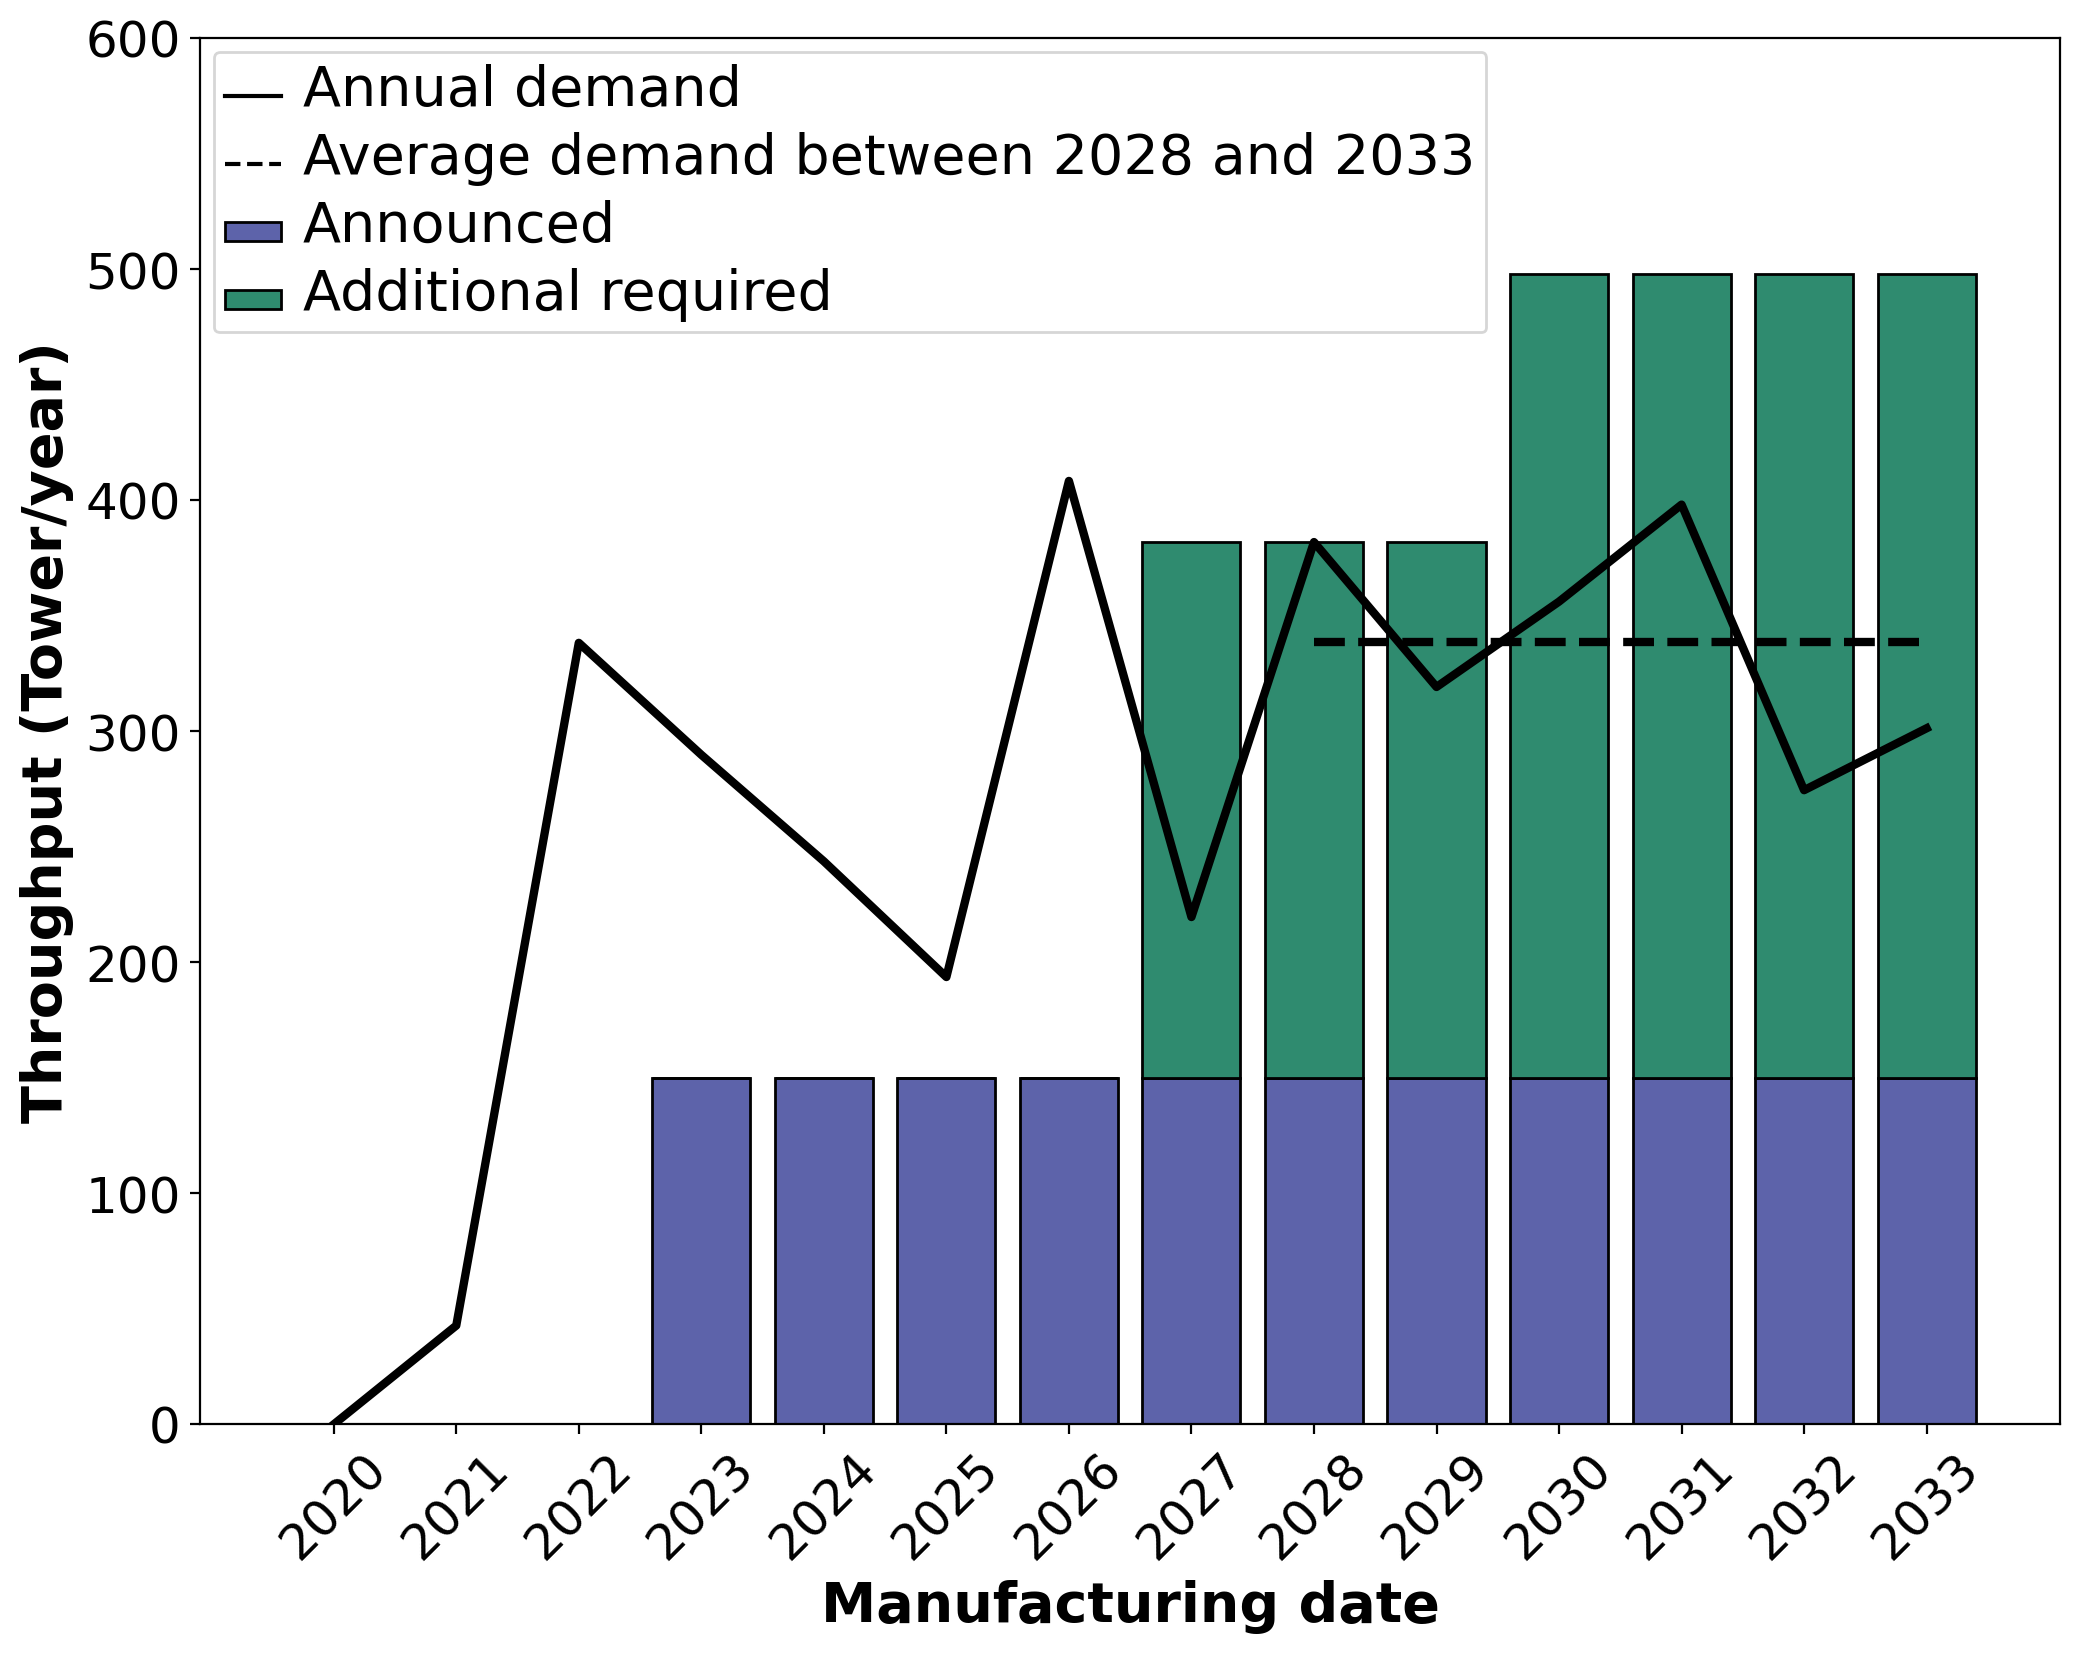 Annual demand
Average demand between 2028 and 2033
Announced
Additional required
Throughput (Tower/year)
600
500
400
300
200
100
0
2020 2021 2022 2023 2024 2025 2026 2027 2028 2029 2030 2031 2032 2033
Manufacturing date